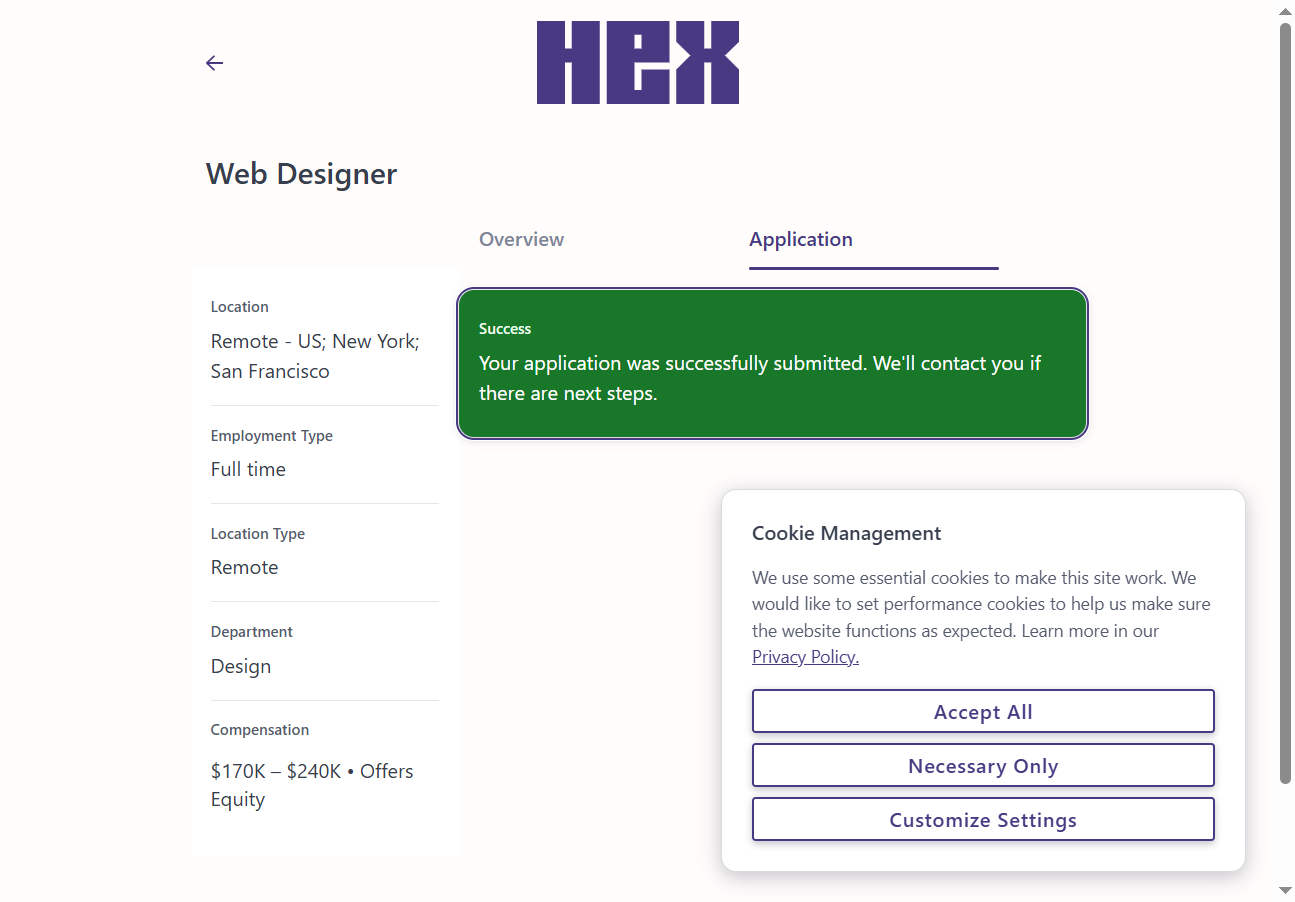 HEX
Web Designer
Overview
Application
Location
Remote - US; New York;
San Francisco
Employment Type
Full time
Location Type
Remote
Department
Design
Compensation
$170K – $240K • Offers
Equity
Success
Your application was successfully submitted. We'll contact you if
there are next steps.
Cookie Management
We use some essential cookies to make this site work. We
would like to set performance cookies to help us make sure
the website functions as expected. Learn more in our
Privacy Policy.
Accept All
Necessary Only
Customize Settings